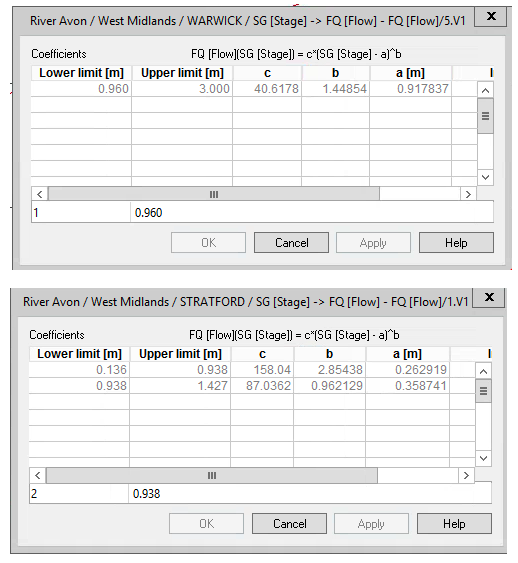 River Avon / West Midlands / WARWICK / SG [Stage] -> FQ [Flow] - FQ [Flow]/5.V1 X
Coefficients FQ [Flow](SG [Stage]) = c*(SG [Stage] - a)^b
Lower limit [m] Upper limit [m] c b a [m] l
0.960 3.000 40.6178 1.44854 0.917837
1 0.960
OK Cancel Apply Help
River Avon / West Midlands / STRATFORD / SG [Stage] -> FQ [Flow] - FQ [Flow]/1.V1 X
Coefficients FQ [Flow](SG [Stage]) = c*(SG [Stage] - a)^b
Lower limit [m] Upper limit [m] c b a [m] l
0.136 0.938 158.04 2.85438 0.262919
0.938 1.427 87.0362 0.962129 0.358741
2 0.938
OK Cancel Apply Help